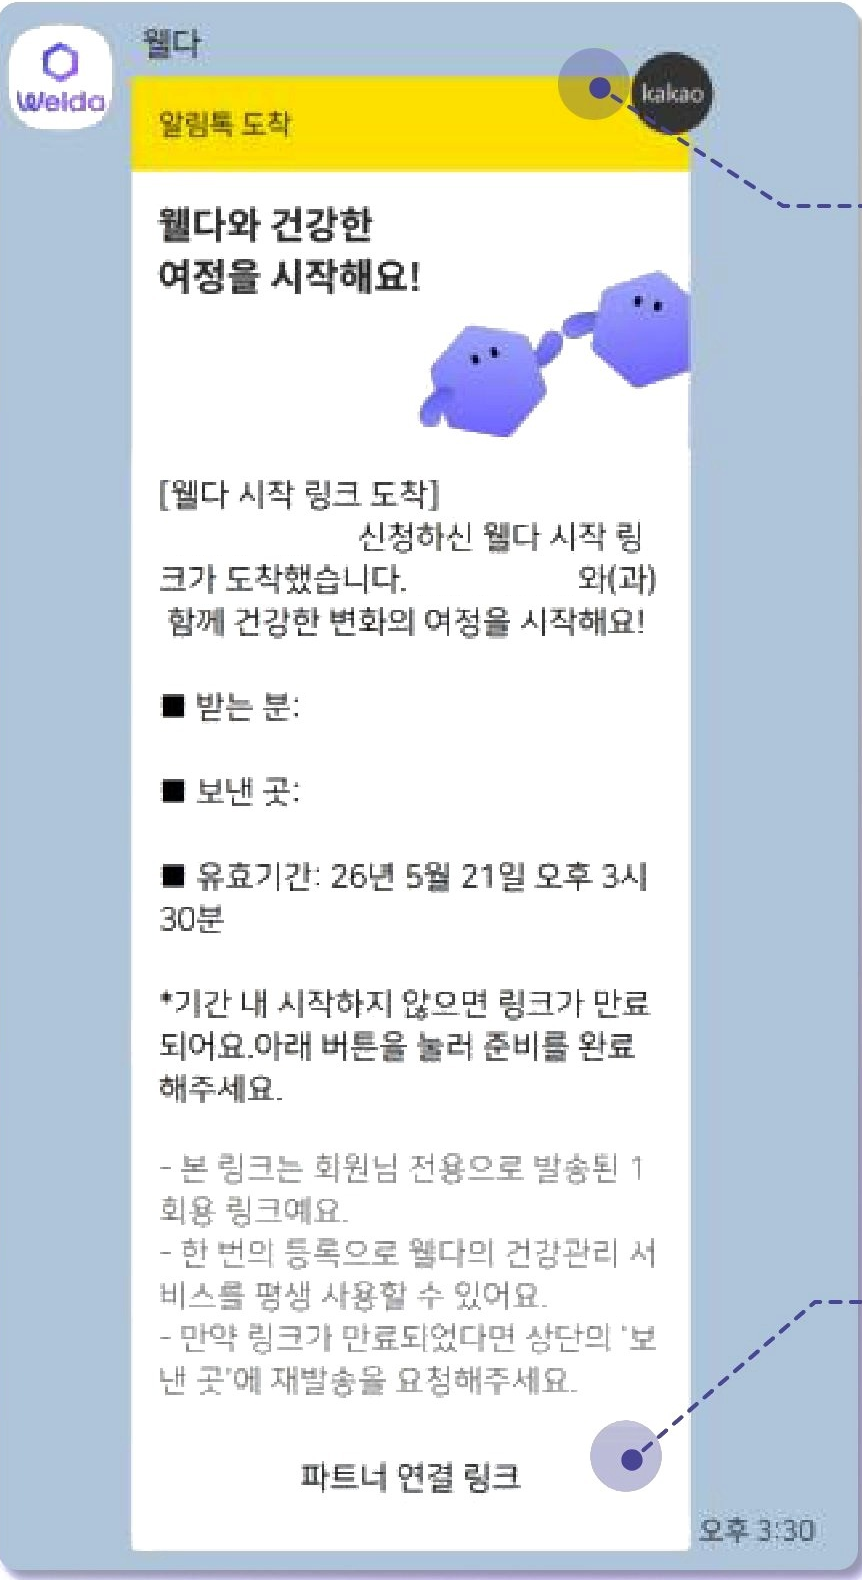 웰다
Welda
kakao
알림톡 도착
웰다와 건강한
여정을 시작해요!
[웰다 시작 링크 도착]
신청하신 웰다 시작 링
크가 도착했습니다. 와(과)
함께 건강한 변화의 여정을 시작해요!
■ 받는 분:
■ 보낸 곳:
■ 유효기간: 26년 5월 21일 오후 3시
30분
*기간 내 시작하지 않으면 링크가 만료
되어요.아래 버튼을 눌러 준비를 완료
해주세요.
- 본 링크는 회원님 전용으로 발송된 1
회용 링크예요.
- 한 번의 등록으로 웰다의 건강관리 서
비스를 평생 사용할 수 있어요.
- 만약 링크가 만료되었다면 상단의 '보
낸 곳'에 재발송을 요청해주세요.
파트너 연결 링크
오후 3:30